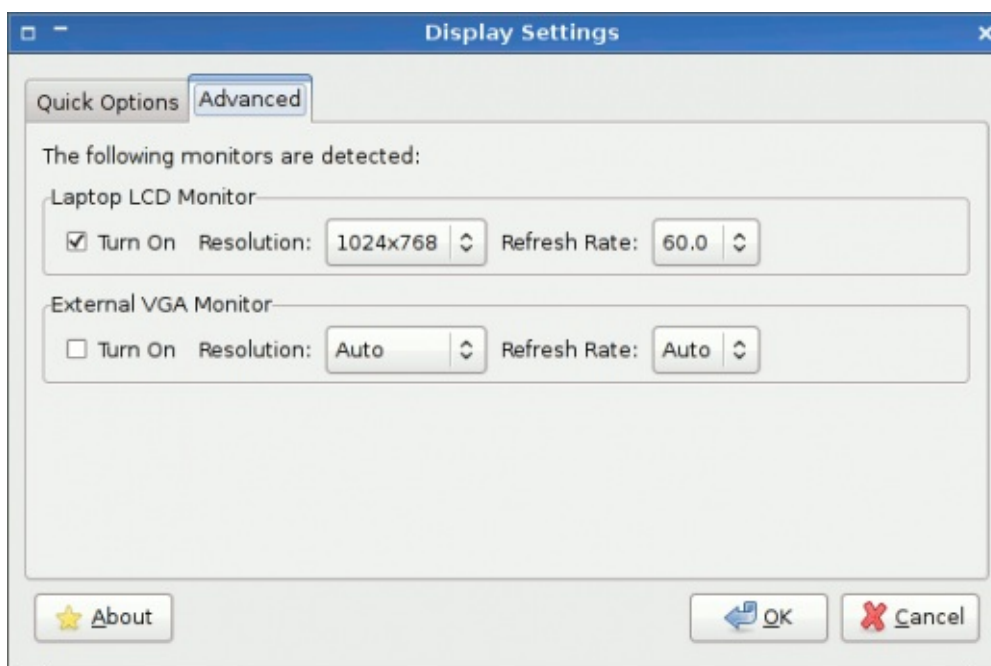 Display Settings
Quick Options Advanced
The following monitors are detected:
Laptop LCD Monitor
Turn On Resolution: 1024x768 Refresh Rate: 60.0
External VGA Monitor
Turn On Resolution: Auto Refresh Rate: Auto
About OK Cancel